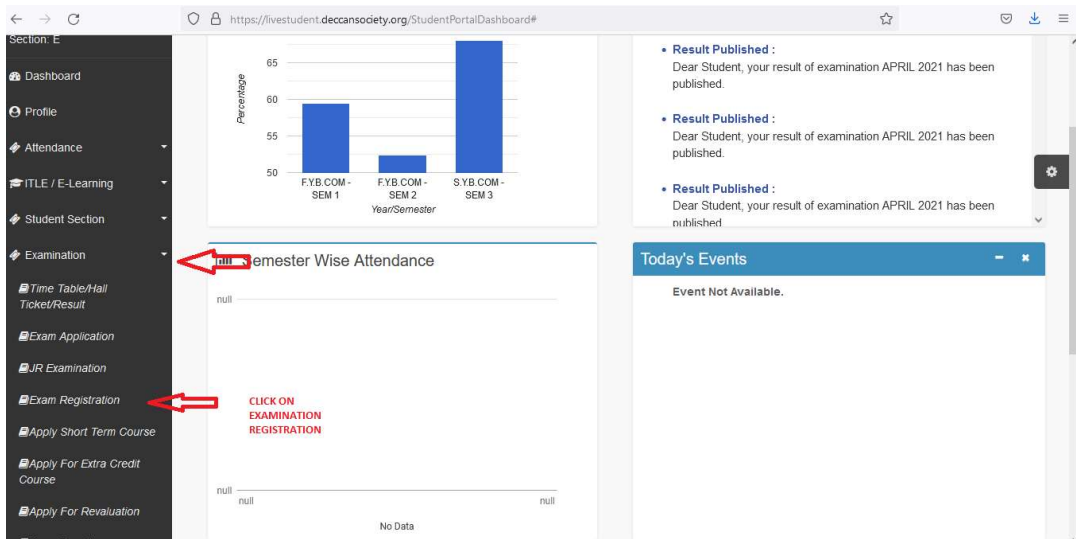 https://livestudent.deccansociety.org/StudentPortalDashboard#
Section: E
Dashboard
Profile
Attendance
ITLE / E-Learning
Student Section
Examination
Time Table/Hall
Ticket/Result
Exam Application
JR Examination
Exam Registration
Apply Short Term Course
Apply For Extra Credit
Course
Apply For Revaluation
65
60
55
50
Percentage
F.Y.B.COM -
SEM 1
F.Y.B.COM -
SEM 2
S.Y.B.COM -
SEM 3
Year/Semester
Result Published :
Dear Student, your result of examination APRIL 2021 has been
published.
Result Published :
Dear Student, your result of examination APRIL 2021 has been
published.
Result Published :
Dear Student, your result of examination APRIL 2021 has been
published.
Semester Wise Attendance
null
CLICK ON
EXAMINATION
REGISTRATION
null
null
null
No Data
Today's Events
Event Not Available.